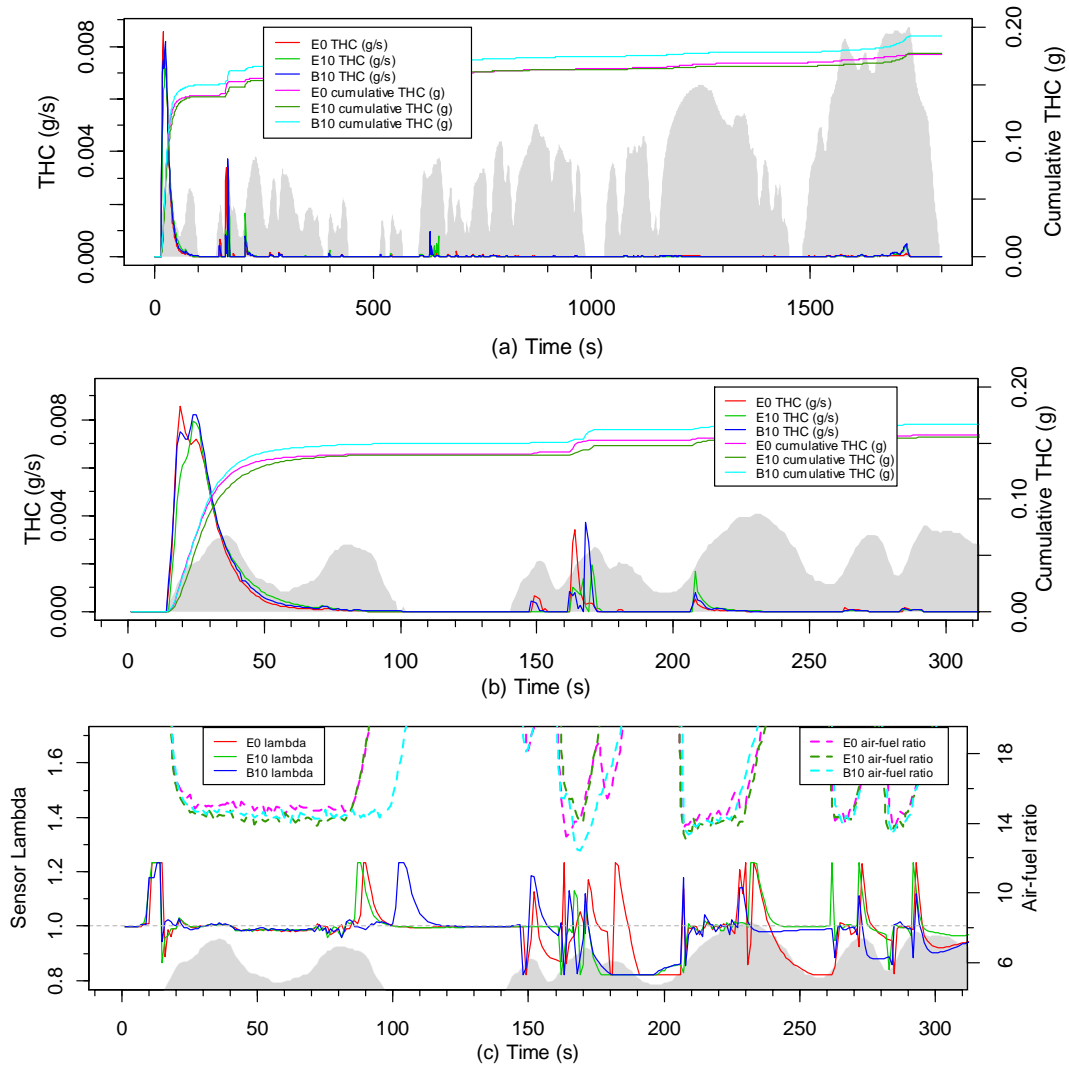 0.008
0.004
0.000
THC (g/s)
E0 THC (g/s)
E10 THC (g/s)
B10 THC (g/s)
E0 cumulative THC (g)
E10 cumulative THC (g)
B10 cumulative THC (g)
0.20
0.10
0.00
Cumulative THC (g)
0 500 1000 1500
(a) Time (s)
0.008
0.004
0.000
THC (g/s)
E0 THC (g/s)
E10 THC (g/s)
B10 THC (g/s)
E0 cumulative THC (g)
E10 cumulative THC (g)
B10 cumulative THC (g)
0.20
0.10
0.00
Cumulative THC (g)
0 50 100 150 200 250 300
(b) Time (s)
1.6
1.4
1.2
1.0
0.8
Sensor Lambda
E0 lambda
E10 lambda
B10 lambda
E0 air-fuel ratio
E10 air-fuel ratio
B10 air-fuel ratio
18
14
10
6
Air-fuel ratio
0 50 100 150 200 250 300
(c) Time (s)